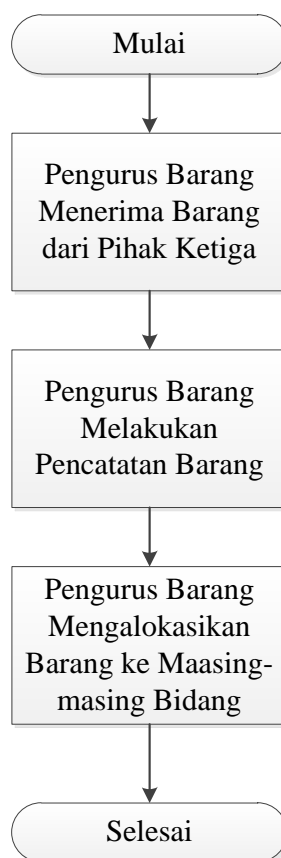 Mulai
Pengurus Barang
Menerima Barang
dari Pihak Ketiga
Pengurus Barang
Melakukan
Pencatatan Barang
Pengurus Barang
Mengalokasikan
Barang ke Maasing-
masing Bidang
Selesai